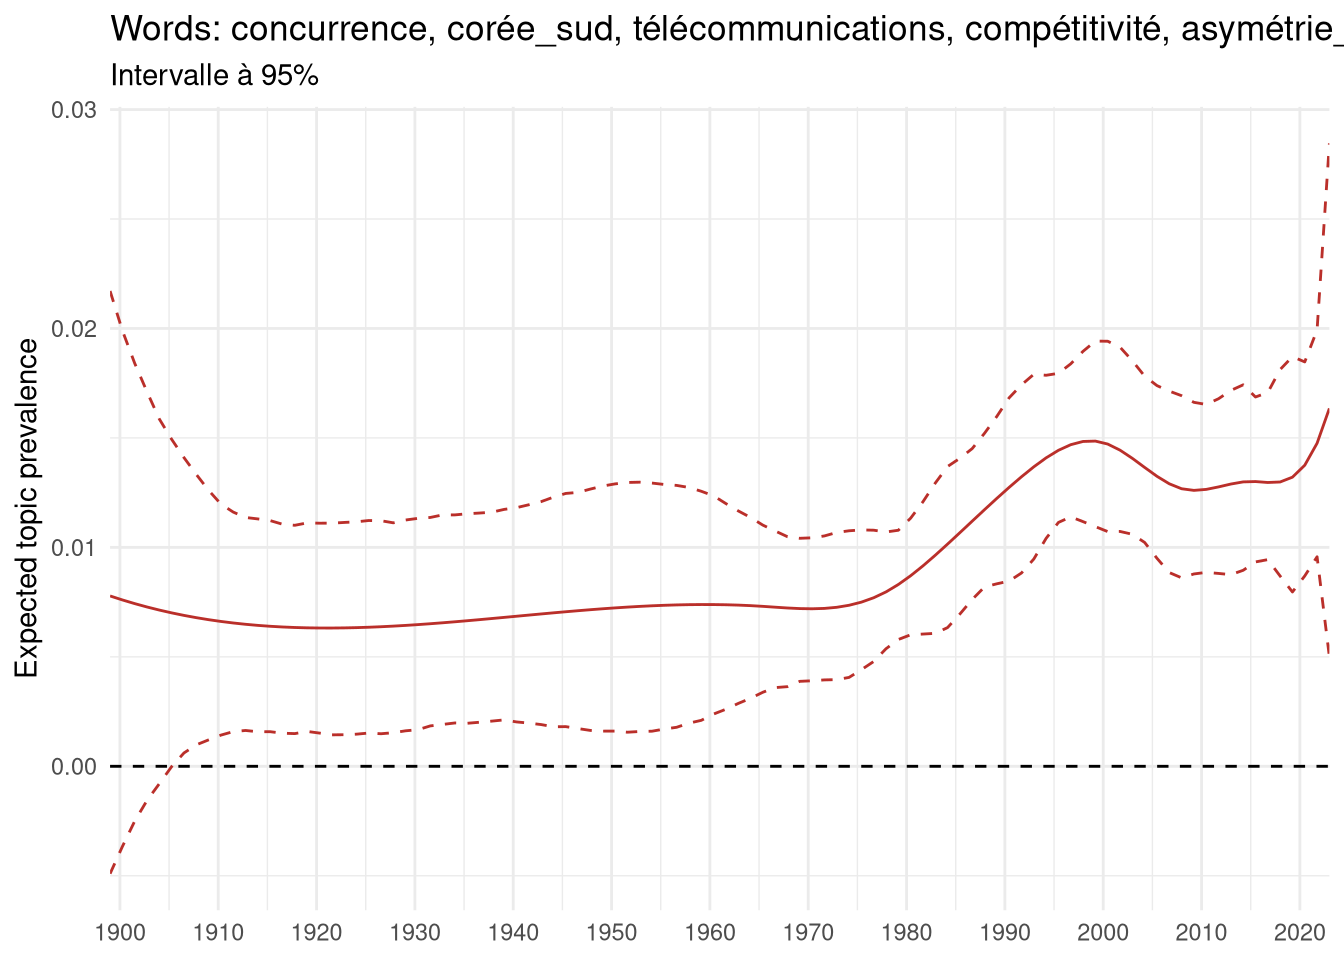 Words: concurrence, corée_sud, télécommunications, compétitivité, asymétrie_
Intervalle à 95%
Expected topic prevalence
0.03
0.02
0.01
0.00
1900 1910 1920 1930 1940 1950 1960 1970 1980 1990 2000 2010 2020